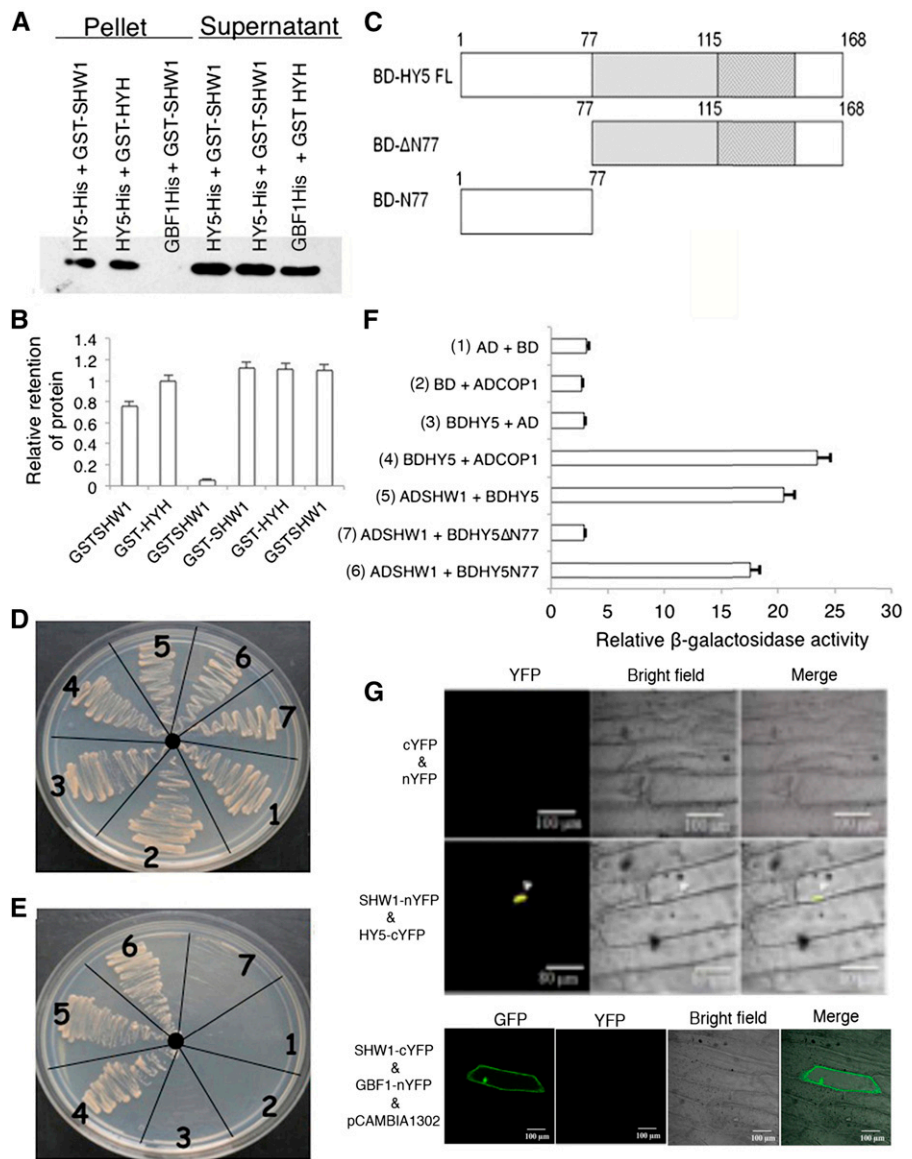 A
Pellet
Supernatant
HY5-His + GST-SHW1
HY5-His + GST-HYH
GBF1His + GST-SHW1
HY5-His + GST-SHW1
HY5-His + GST-SHW1
GBF1His + GST HYH
B
Relative retention
of protein
1.4
1.2
1
0.8
0.6
0.4
0.2
0
GSTSHW1
GST-HYH
GSTSHW1
GST-SHW1
GST-HYH
GSTSHW1
C
1
77
115
168
BD-HY5 FL
77
115
168
BD-ΔN77
1
77
BD-N77
F
(1) AD + BD
(2) BD + ADCOP1
(3) BDHY5 + AD
(4) BDHY5 + ADCOP1
(5) ADSHW1 + BDHY5
(7) ADSHW1 + BDHY5ΔN77
(6) ADSHW1 + BDHY5N77
0
5
10
15
20
25
30
Relative β-galactosidase activity
D
5
6
4
7
3
1
2
E
6
7
5
1
4
3
2
G
YFP
Bright field
Merge
cYFP
&
nYFP
100 µm
100 µm
100 µm
SHW1-nYFP
&
HY5-cYFP
80 µm
80 µm
GFP
YFP
Bright field
Merge
SHW1-cYFP
&
GBF1-nYFP
&
pCAMBIA1302
100 µm
100 µm
100 µm
100 µm